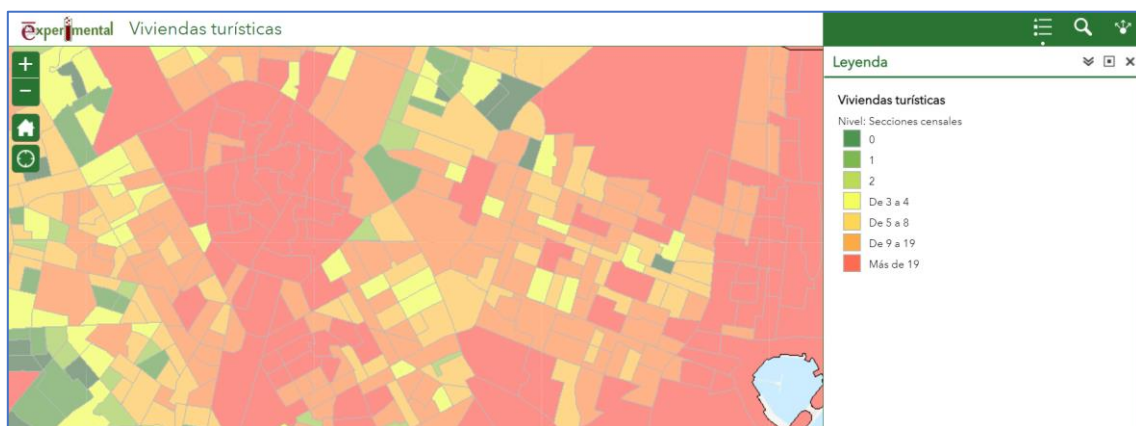 experimental Viviendas turísticas
Leyenda
Viviendas turísticas
Nivel: Secciones censales
0
1
2
De 3 a 4
De 5 a 8
De 9 a 19
Más de 19